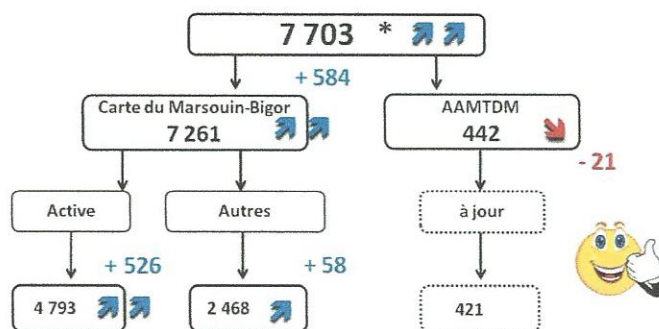 7 703 *
+ 584
Carte du Marsouin-Bigor
7 261
AAMTDM
442
- 21
Active
Autres
à jour
+ 526
+ 58
4 793
2 468
421